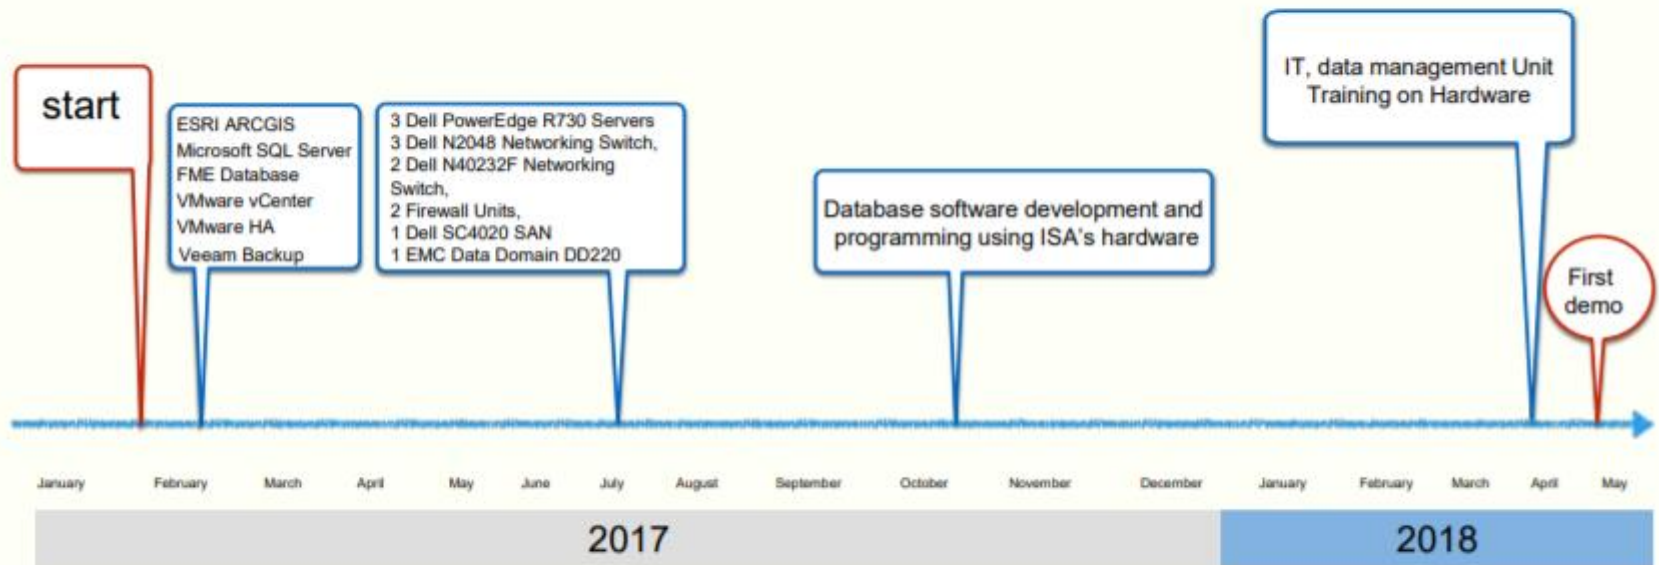 start
ESRI ARCGIS
Microsoft SQL Server
FME Database
VMware vCenter
VMware HA
Veeam Backup
3 Dell PowerEdge R730 Servers
3 Dell N2048 Networking Switch,
2 Dell N40232F Networking
Switch,
2 Firewall Units,
1 Dell SC4020 SAN
1 EMC Data Domain DD220
Database software development and
programming using ISA's hardware
IT, data management Unit
Training on Hardware
First
demo
January February March April May June July August September October November December January February March April May
2017 2018